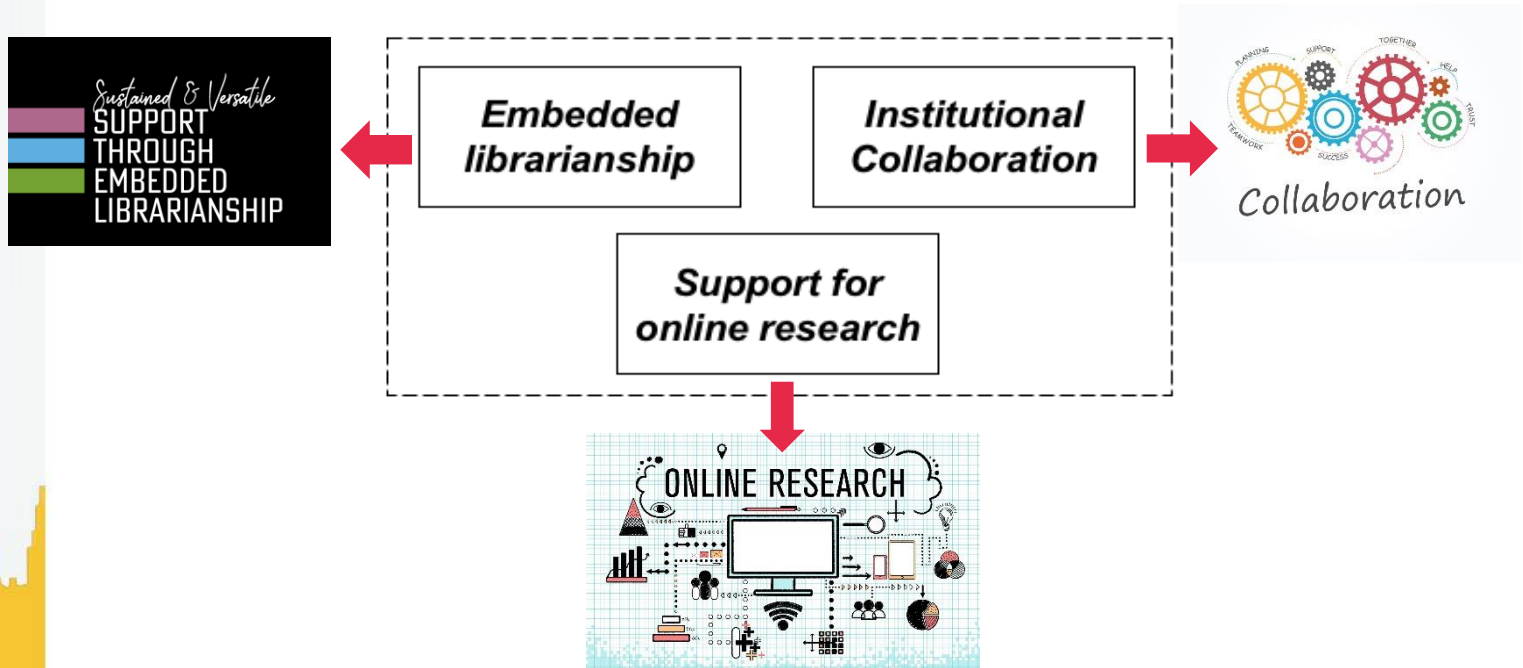 Sustained & Versatile
SUPPORT
THROUGH
EMBEDDED
LIBRARIANSHIP
Embedded
librarianship
Institutional
Collaboration
PLANNING
SUPPORT
TOGETHER
HELP
TRUST
TEAMWORK
SUCCESS
Collaboration
Support for
online research
ONLINE RESEARCH